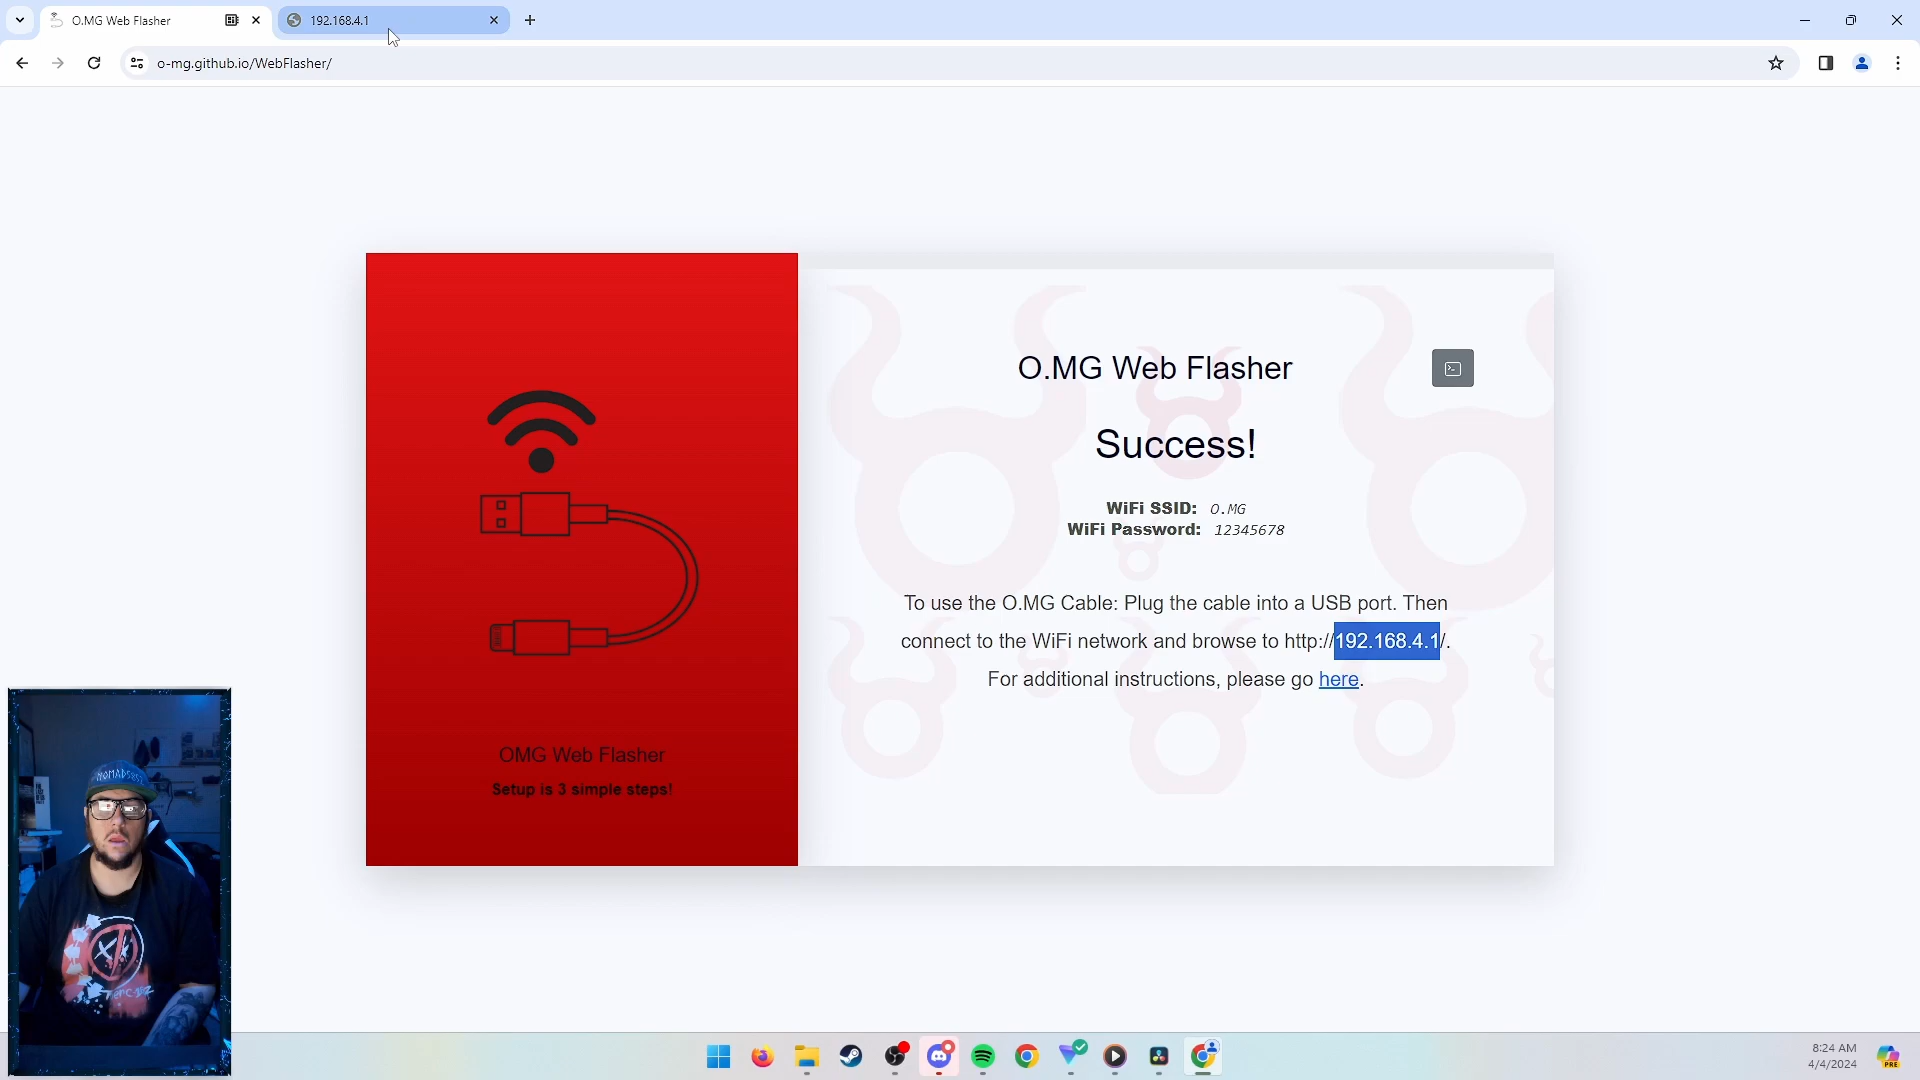 O.MG Web Flasher
192.168.4.1
o-mg.github.io/WebFlasher/
O.MG Web Flasher
Success!
WiFi SSID: O.MG
WiFi Password: 12345678
To use the O.MG Cable: Plug the cable into a USB port. Then
connect to the WiFi network and browse to http://192.168.4.1/.
For additional instructions, please go here.
OMG Web Flasher
Setup is 3 simple steps!
8:24 AM
4/4/2024
PRE